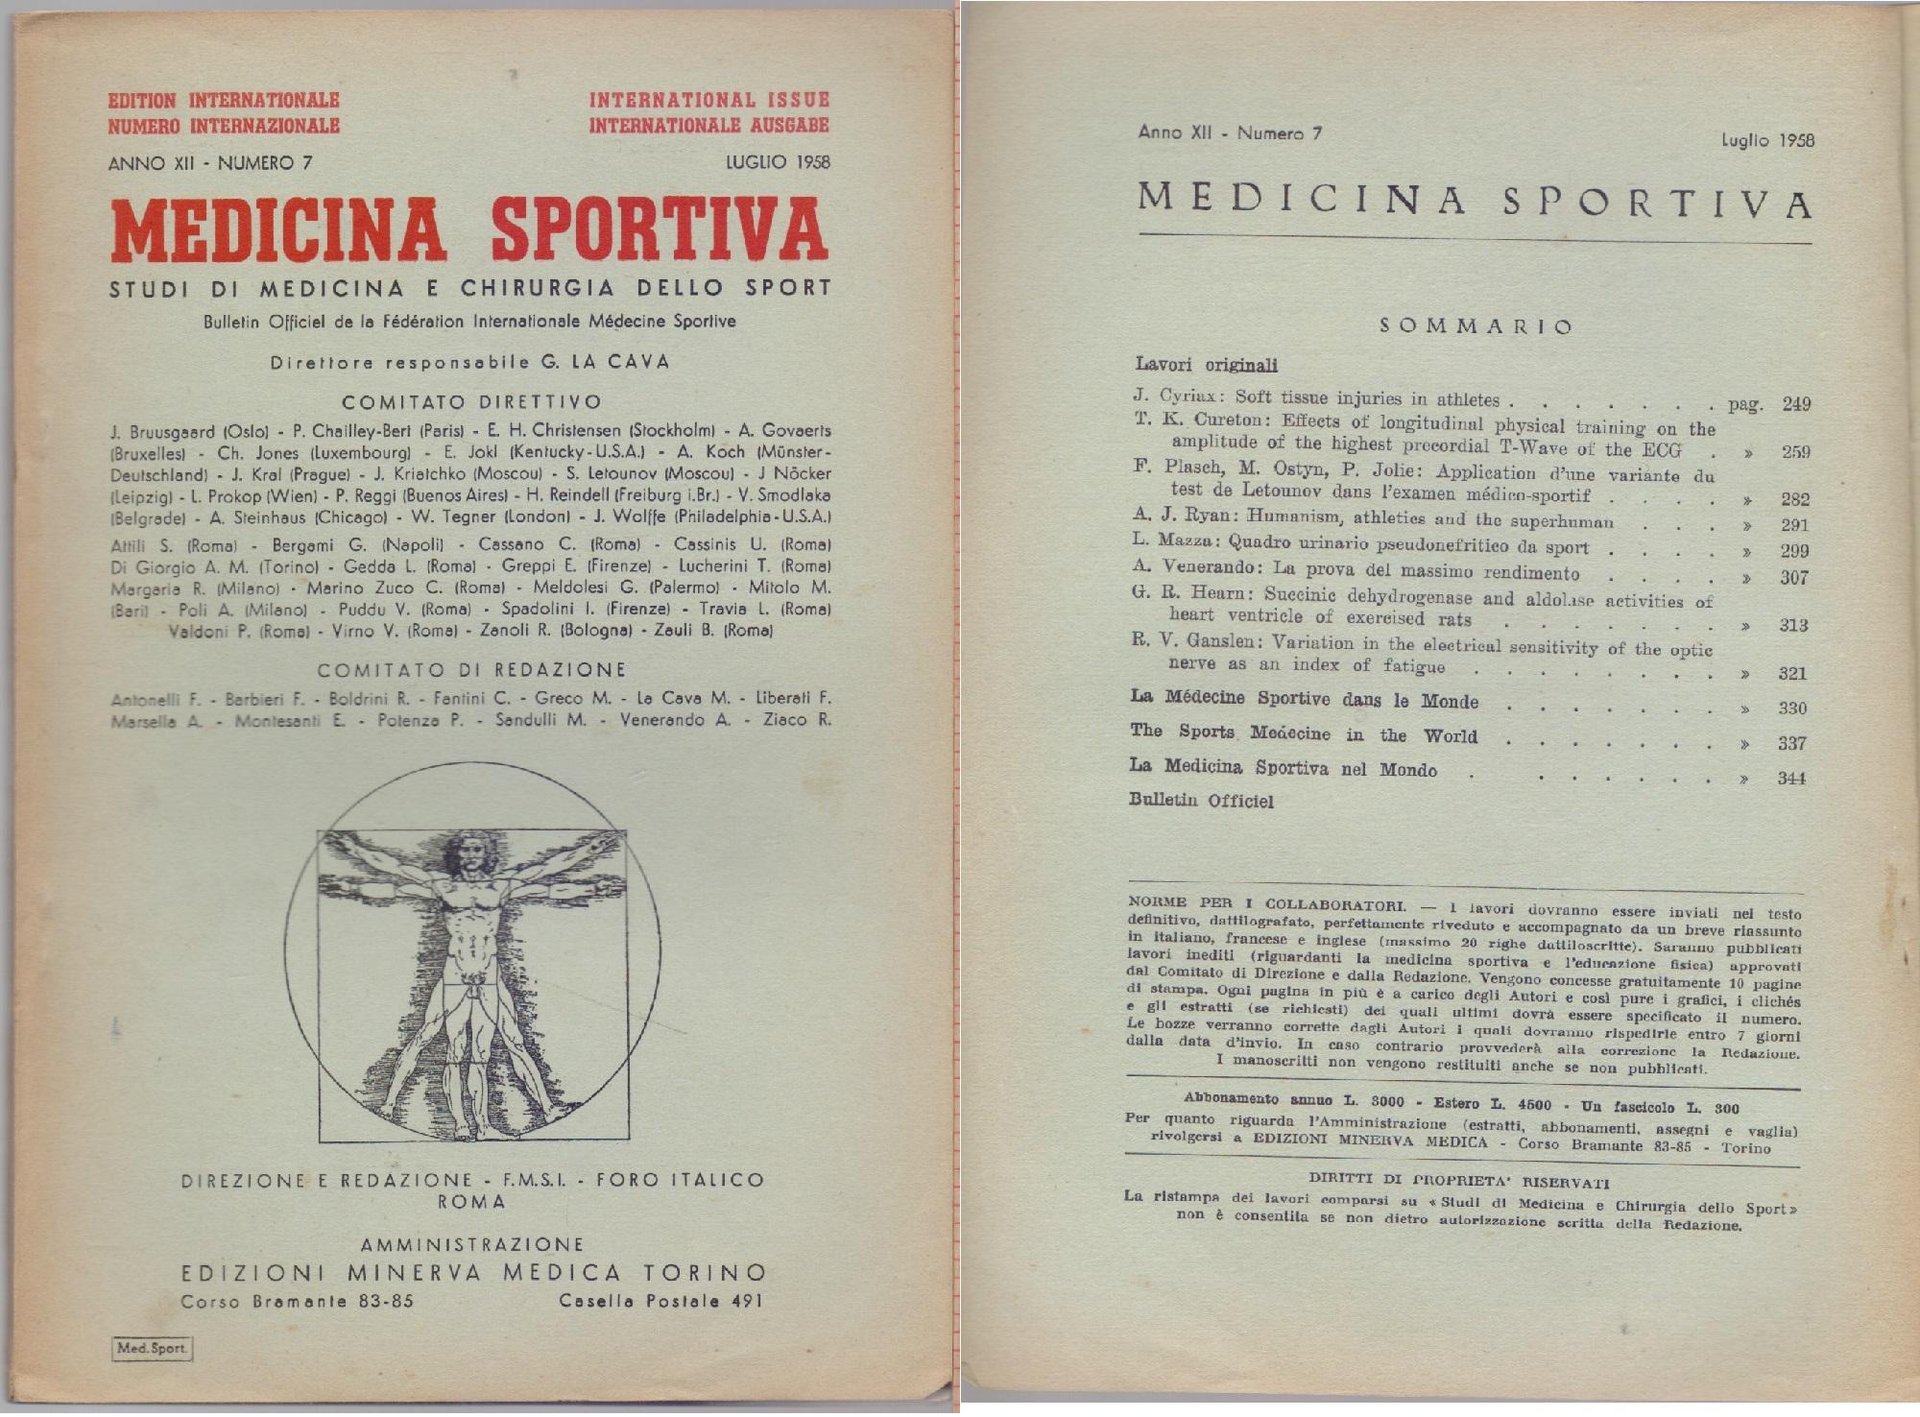 EDITION INTERNATIONALE
NUMERO INTERNAZIONALE
INTERNATIONAL ISSUE
INTERNATIONALE AUSGABE
ANNO XII - NUMERO 7
LUGLIO 1958
MEDICINA SPORTIVA
STUDI DI MEDICINA E CHIRURGIA DELLO SPORT
Bulletin Officiel de la Fédération Internationale Médecine Sportive
Direttore responsabile G. LA CAVA
COMITATO DIRETTIVO
J. Bruusgaard (Oslo) - P. Chailley-Bert (Paris) - E. H. Christensen (Stockholm) - A. Govaerts
(Bruxelles) - Ch. Jones (Luxembourg) - E. Jokl (Kentucky-U.S.A.) - A. Koch (Münster-
Deutschland) - J. Kral (Prague) - J. Kriatchko (Moscou) - S. Letounov (Moscou) - J Nöcker
(Leipzig) - L. Prokop (Wien) - P. Reggi (Buenos Aires) - H. Reindell (Freiburg i.Br.) - V. Smodlaka
(Belgrade) - A. Steinhaus (Chicago) - W. Tegner (London) - J. Wolffe (Philadelphia-U.S.A.)
Attili S. (Roma) - Bergami G. (Napoli) - Cassano C. (Roma) - Cassinis U. (Roma)
Di Giorgio A. M. (Torino) - Gedda L. (Roma) - Greppi E. (Firenze) - Lucherini T. (Roma)
Margaria R. (Milano) - Marino Zuco C. (Roma) - Meldolesi G. (Palermo) - Mitolo M.
(Bari) - Poli A. (Milano) - Puddu V. (Roma) - Spadolini I. (Firenze) - Travia L. (Roma)
Valdoni P. (Roma) - Virno V. (Roma) - Zanoli R. (Bologna) - Zauli B. (Roma)
COMITATO DI REDAZIONE
Antonelli F. - Barbieri F. - Boldrini R. - Fantini C. - Greco M. - La Cava M. - Liberati F.
Marsella A. - Montesanti E. - Potenza P. - Sandulli M. - Venerando A. - Ziaco R.
DIREZIONE E REDAZIONE - F.M.S.I. - FORO ITALICO
ROMA
AMMINISTRAZIONE
EDIZIONI MINERVA MEDICA TORINO
Corso Bramante 83-85
Casella Postale 491
Med.Sport.
Anno XII - Numero 7
Luglio 1958
MEDICINA SPORTIVA
SOMMARIO
Lavori originali
J. Cyriax: Soft tissue injuries in athletes . . . . . . . pag. 249
T. K. Cureton: Effects of longitudinal physical training on the
amplitude of the highest precordial T-Wave of the ECG . » 259
F. Plasch, M. Ostyn, P. Jolie: Application d'une variante du
test de Letounov dans l'examen médico-sportif . . . . » 282
A. J. Ryan: Humanism, athletics and the superhuman . . . » 291
L. Mazza: Quadro urinario pseudonefritico da sport . . . . » 299
A. Venerando: La prova del massimo rendimento . . . . » 307
G. R. Hearn: Succinic dehydrogenase and aldolase activities of
heart ventricle of exercised rats . . . . . . . » 313
R. V. Ganslen: Variation in the electrical sensitivity of the optic
nerve as an index of fatigue . . . . . . . . » 321
La Médecine Sportive dans le Monde . . . . . . . » 330
The Sports Medecine in the World . . . . . . . » 337
La Medicina Sportiva nel Mondo . . . . . . » 344
Bulletin Officiel
NORME PER I COLLABORATORI. — I lavori dovranno essere inviati nel testo
definitivo, dattilografato, perfettamente riveduto e accompagnato da un breve riassunto
in italiano, francese e inglese (massimo 20 righe dattiloscritte). Saranno pubblicati
lavori inediti (riguardanti la medicina sportiva e l'educazione fisica) approvati
dal Comitato di Direzione e dalla Redazione. Vengono concesse gratuitamente 10 pagine
di stampa. Ogni pagina in più è a carico degli Autori e così pure i grafici, i clichés
e gli estratti (se richiesti) dei quali ultimi dovrà essere specificato il numero.
Le bozze verranno corrette dagli Autori i quali dovranno rispedirle entro 7 giorni
dalla data d'invio. In caso contrario provvederà alla correzione la Redazione.
I manoscritti non vengono restituiti anche se non pubblicati.
Abbonamento annuo L. 3000 - Estero L. 4500 - Un fascicolo L. 300
Per quanto riguarda l'Amministrazione (estratti, abbonamenti, assegni e vaglia)
rivolgersi a EDIZIONI MINERVA MEDICA - Corso Bramante 83-85 - Torino
DIRITTI DI PROPRIETA' RISERVATI
La ristampa dei lavori comparsi su «Studi di Medicina e Chirurgia dello Sport»
non è consentita se non dietro autorizzazione scritta della Redazione.